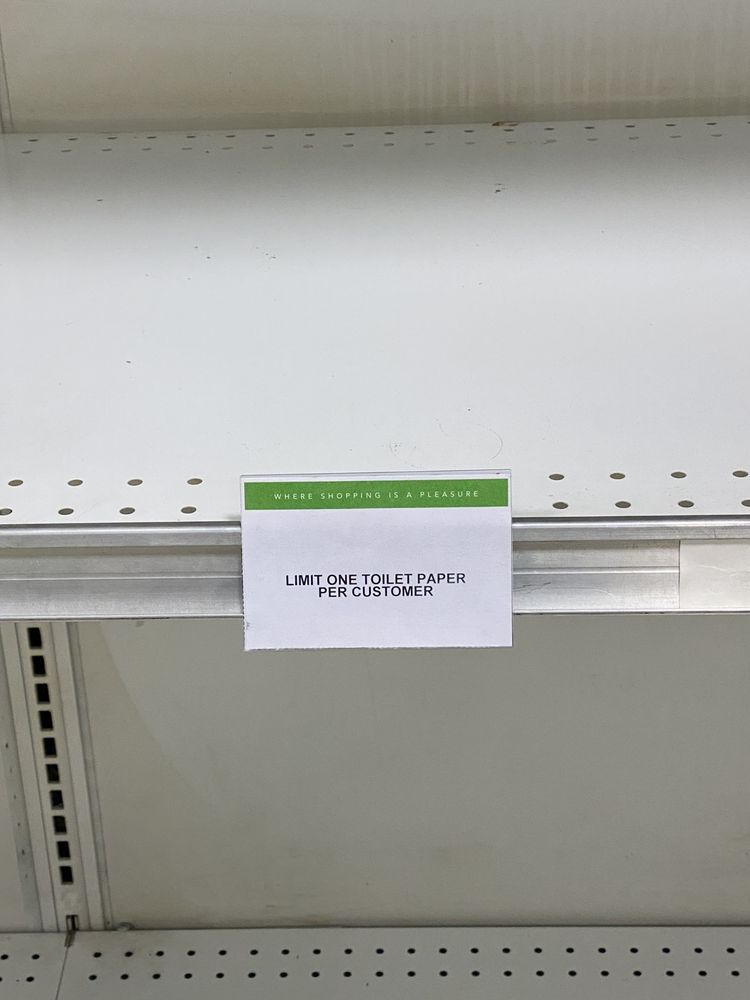 WHERE SHOPPING IS A PLEASURE
LIMIT ONE TOILET PAPER
PER CUSTOMER